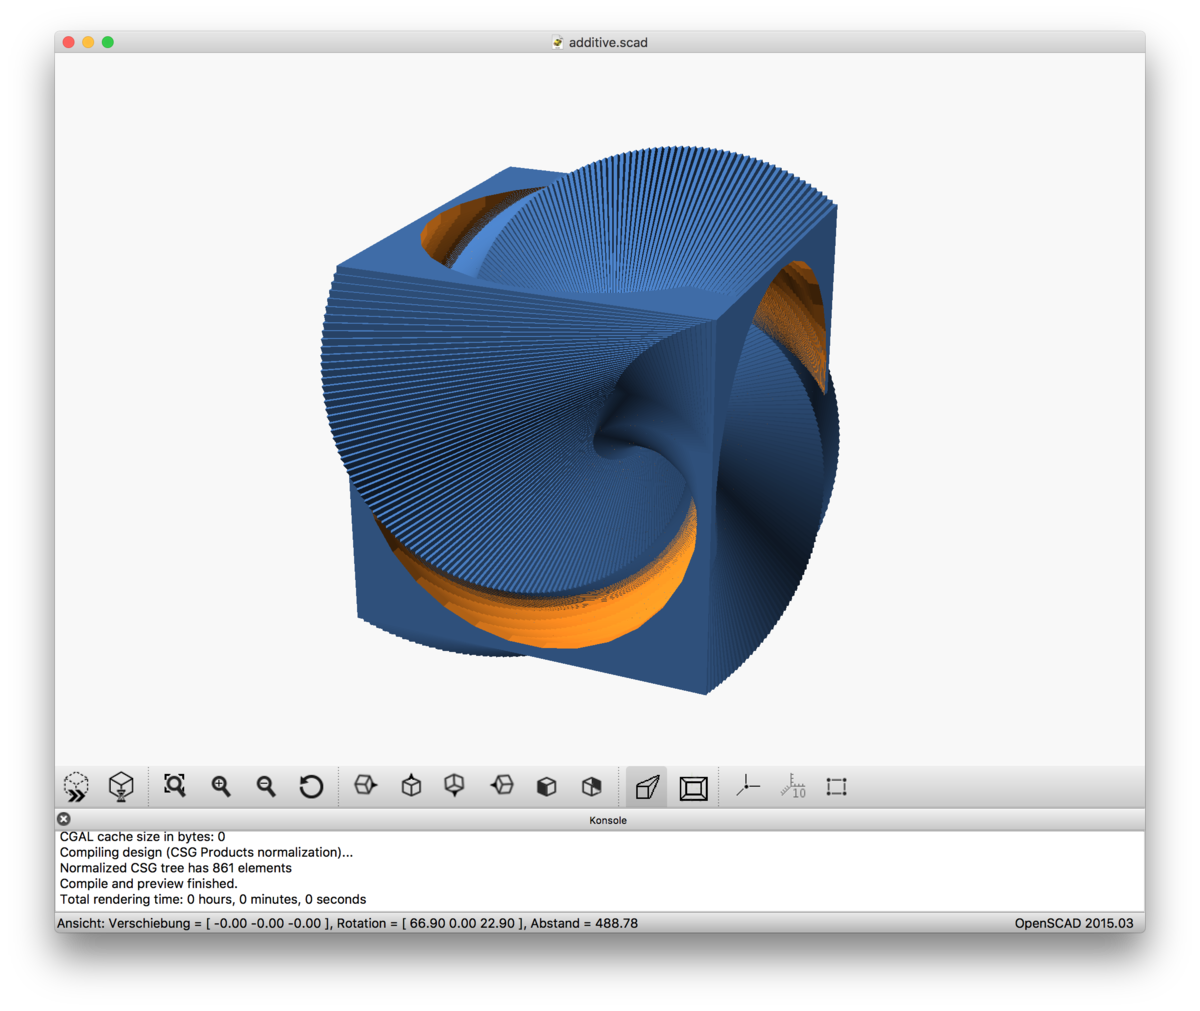 additive.scad
10
Konsole
CGAL cache size in bytes: 0
Compiling design (CSG Products normalization)...
Normalized CSG tree has 861 elements
Compile and preview finished.
Total rendering time: 0 hours, 0 minutes, 0 seconds
Ansicht: Verschiebung = [ -0.00 -0.00 -0.00 ], Rotation = [ 66.90 0.00 22.90 ], Abstand = 488.78
OpenSCAD 2015.03